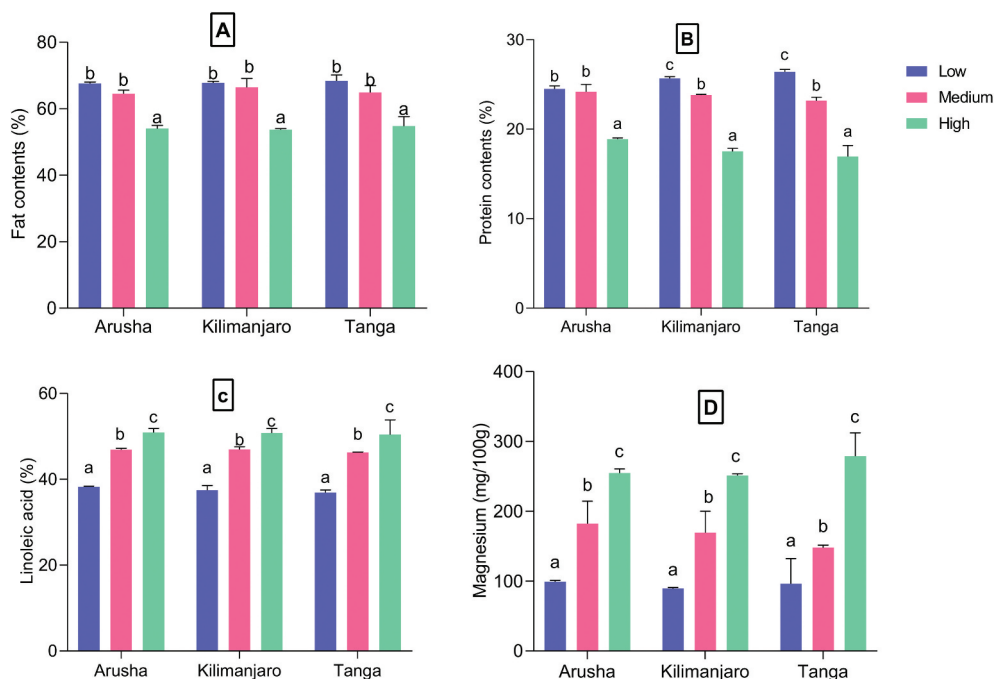 A
Fat contents (%)
80
60
40
20
0
b b a
b b a
b b a
Arusha Kilimanjaro Tanga
B
Protein contents (%)
30
20
10
0
b b a
c b a
c b a
Arusha Kilimanjaro Tanga
Low
Medium
High
c
Linoleic acid (%)
60
40
20
0
a b c
a b c
a b c
Arusha Kilimanjaro Tanga
D
Magnesium (mg/100g)
400
300
200
100
0
a b c
a b c
a b c
Arusha Kilimanjaro Tanga